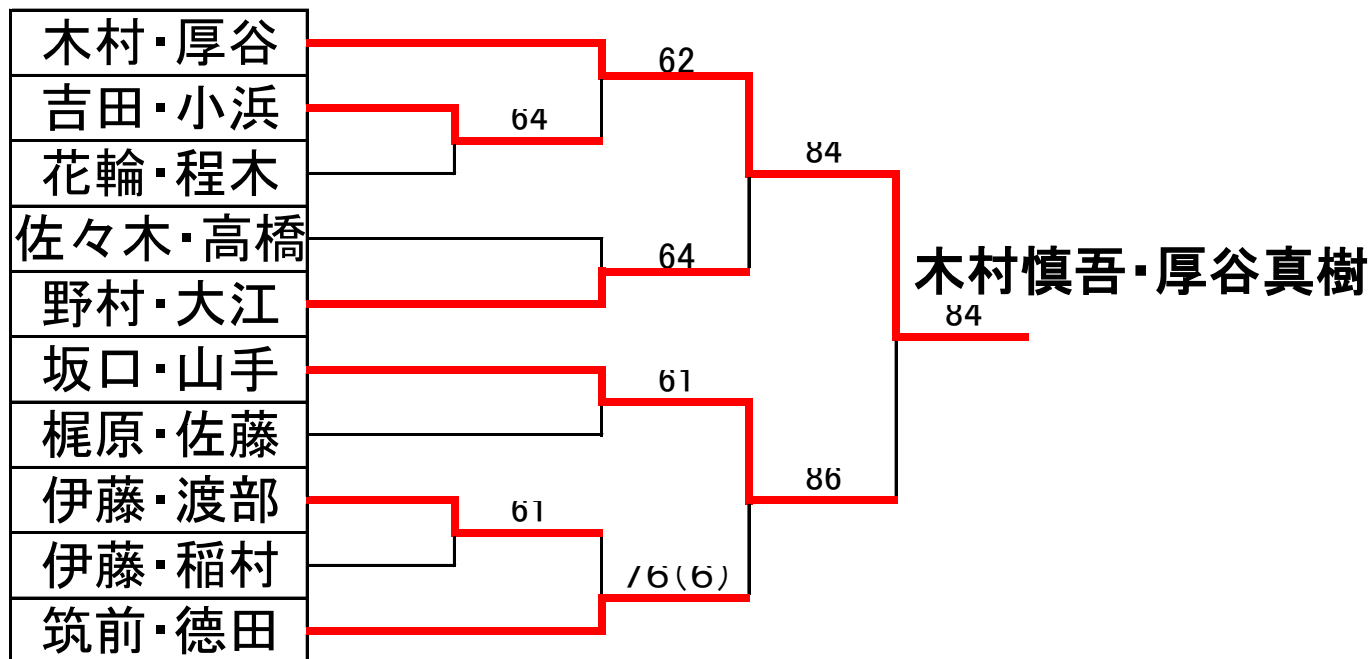 木村・厚谷
62
吉田・小浜
64
花輪・程木
84
佐々木・高橋
64
木村慎吾・厚谷真樹
野村・大江
84
坂口・山手
61
梶原・佐藤
伊藤・渡部
86
61
伊藤・稲村
76(6)
筑前・德田